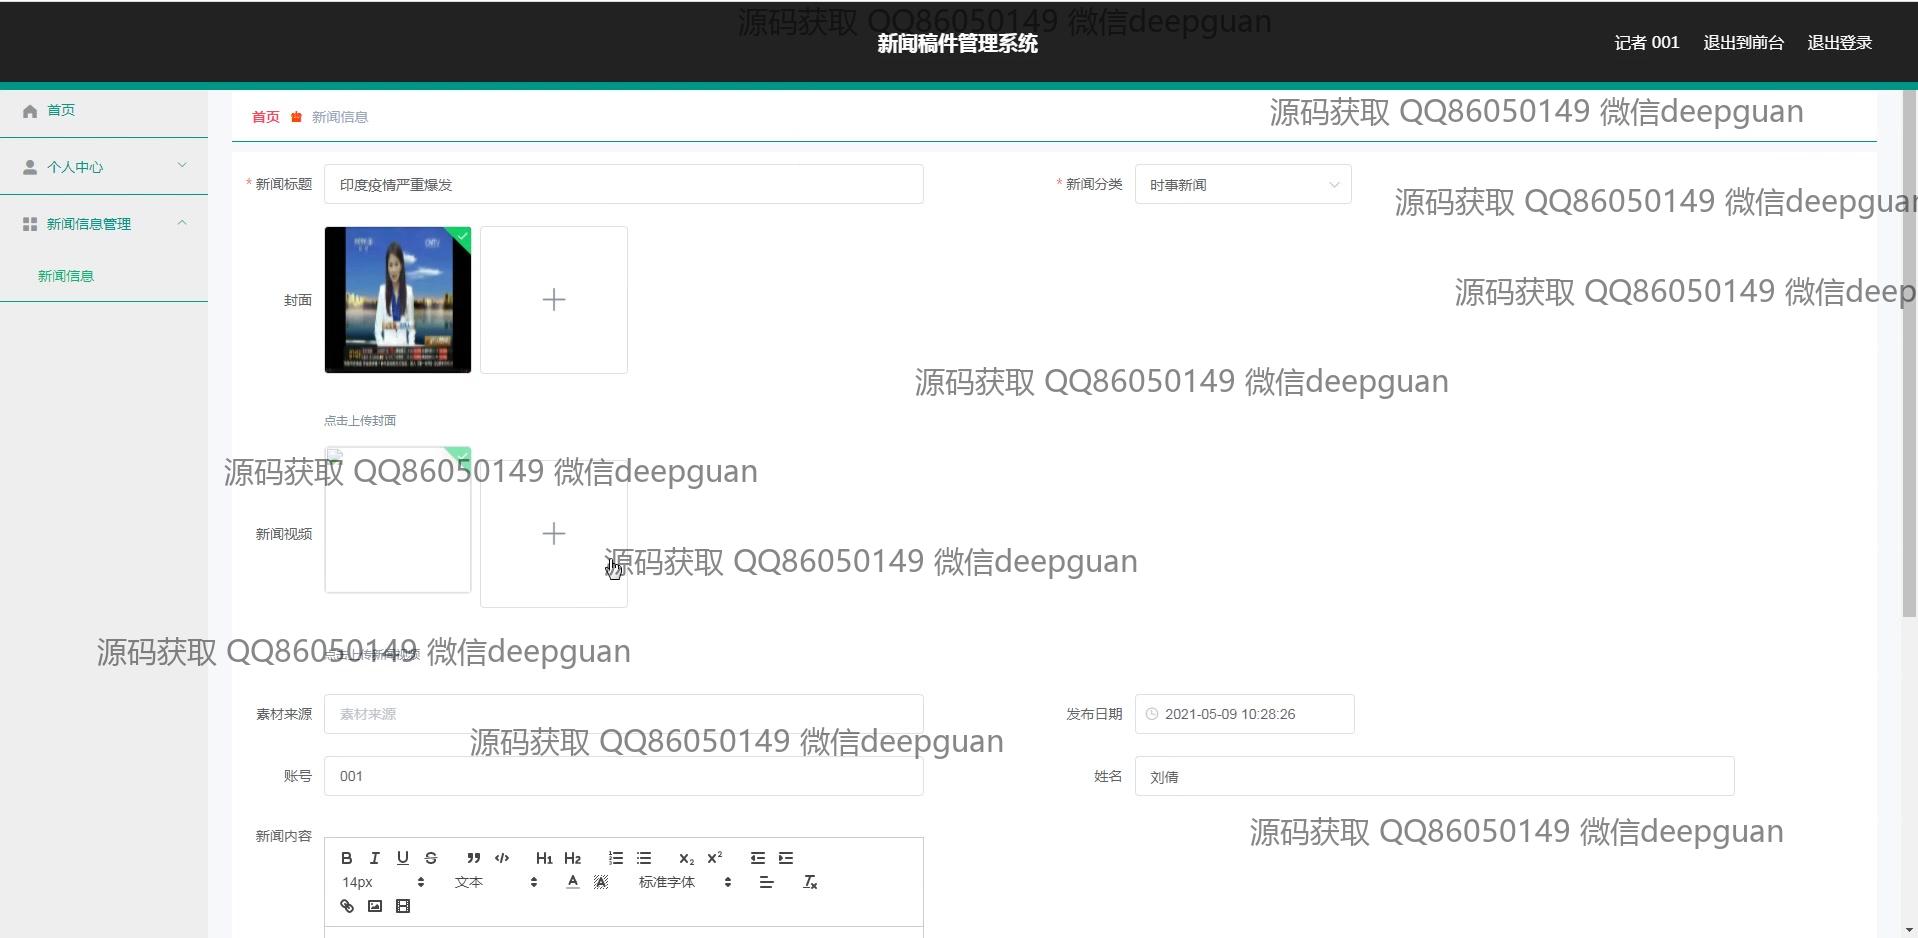 源码获取 QQ86050149 微信deepguan
新闻稿件管理系统
记者 001 退出到前台 退出登录
首页
首页 新闻信息
源码获取 QQ86050149 微信deepguan
个人中心
* 新闻标题 印度疫情严重爆发
* 新闻分类 时事新闻
源码获取 QQ86050149 微信deepguan
新闻信息管理
新闻信息
封面
源码获取 QQ86050149 微信deep
源码获取 QQ86050149 微信deepguan
点击上传封面
源码获取 QQ86050149 微信deepguan
新闻视频
源码获取 QQ86050149 微信deepguan
点击上传新闻视频
源码获取 QQ86050149 微信deepguan
素材来源 素材来源
发布日期 2021-05-09 10:28:26
源码获取 QQ86050149 微信deepguan
账号 001
姓名 刘倩
源码获取 QQ86050149 微信deepguan
新闻内容
B I U S H1 H2 x2 x2
14px 文本 A A 标准字体 Tx